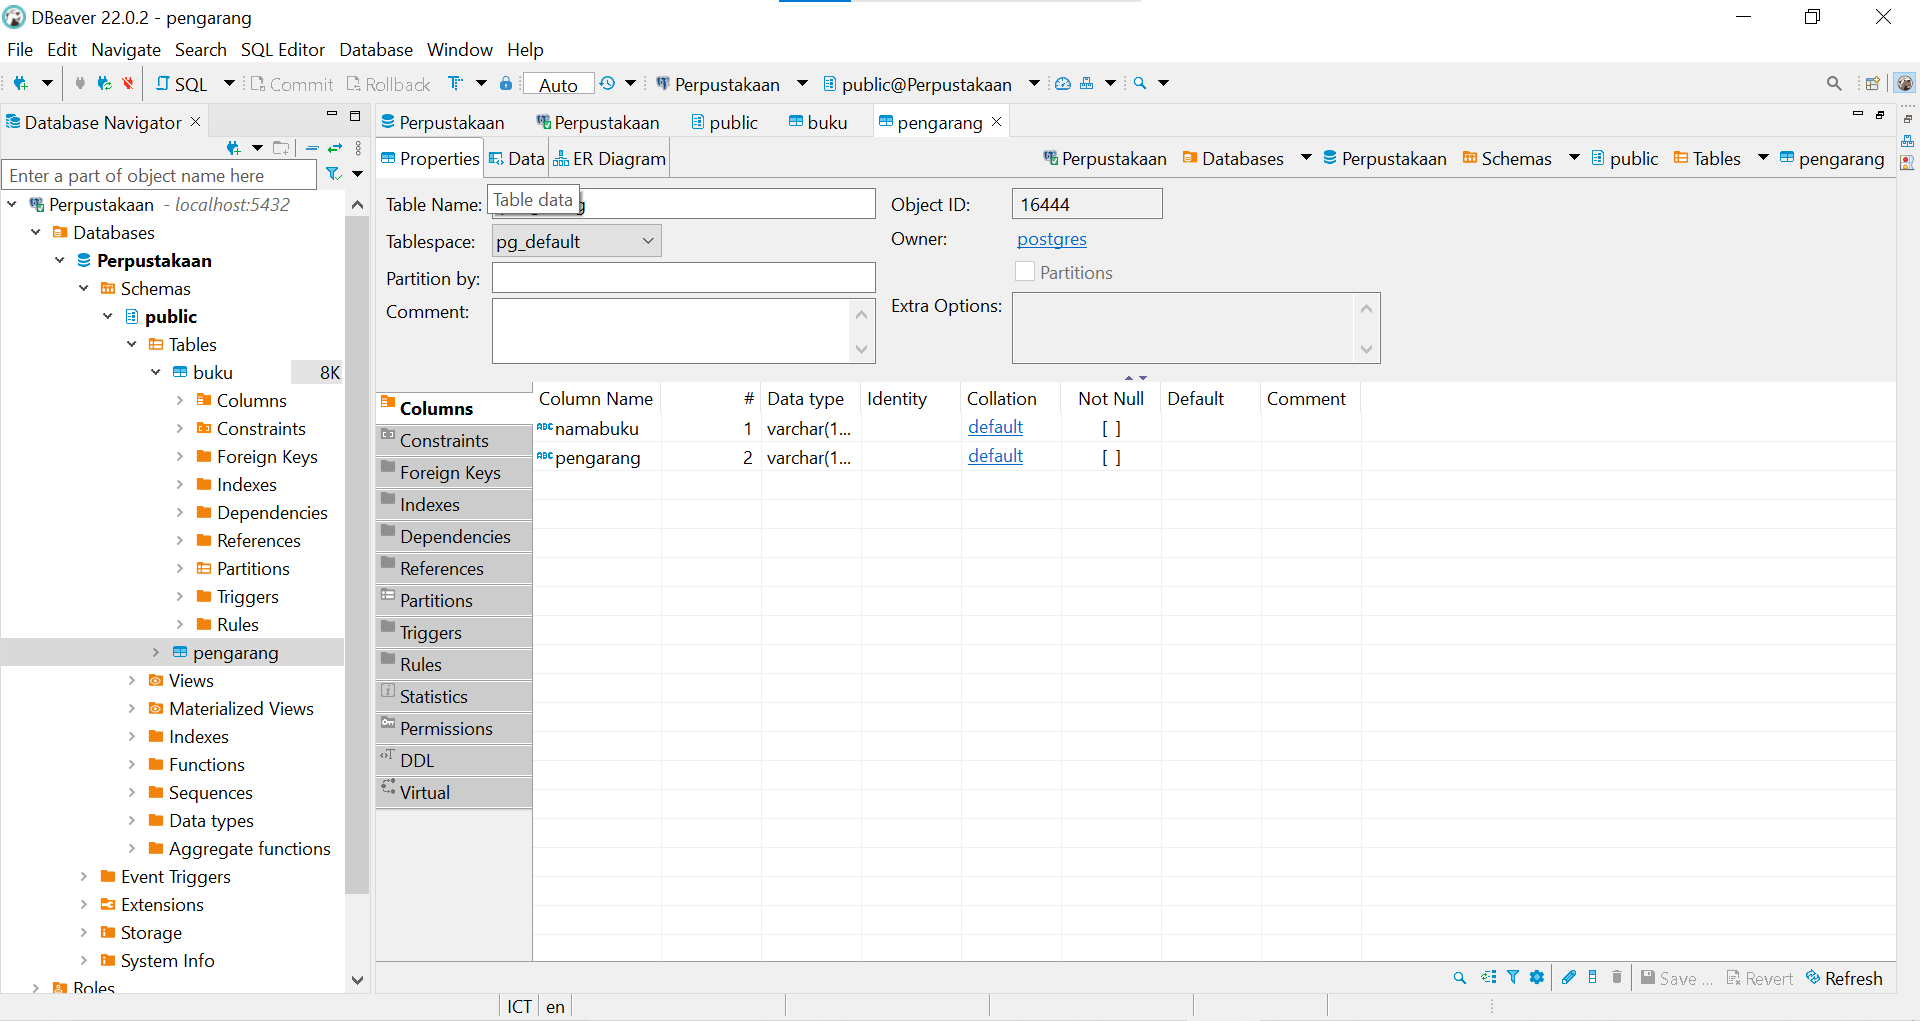 DBeaver 22.0.2 - pengarang
File Edit Navigate Search SQL Editor Database Window Help
SQL Commit Rollback Auto Perpustakaan public@Perpustakaan
Database Navigator
Perpustakaan Perpustakaan public buku pengarang
Properties Data ER Diagram Perpustakaan Databases Perpustakaan Schemas public Tables pengarang
Enter a part of object name here
Perpustakaan - localhost:5432
Databases
Perpustakaan
Schemas
public
Tables
buku 8K
Columns
Constraints
Foreign Keys
Indexes
Dependencies
References
Partitions
Triggers
Rules
pengarang
Views
Materialized Views
Indexes
Functions
Sequences
Data types
Aggregate functions
Event Triggers
Extensions
Storage
System Info
Roles
Table Name:
Table data
Tablespace: pg_default
Partition by:
Comment:
Object ID: 16444
Owner: postgres
Partitions
Extra Options:
Columns
Constraints
Foreign Keys
Indexes
Dependencies
References
Partitions
Triggers
Rules
Statistics
Permissions
DDL
Virtual
Column Name # Data type Identity Collation Not Null Default Comment
ABC namabuku 1 varchar(1... default [ ]
ABC pengarang 2 varchar(1... default [ ]
Save ... Revert Refresh
ICT en